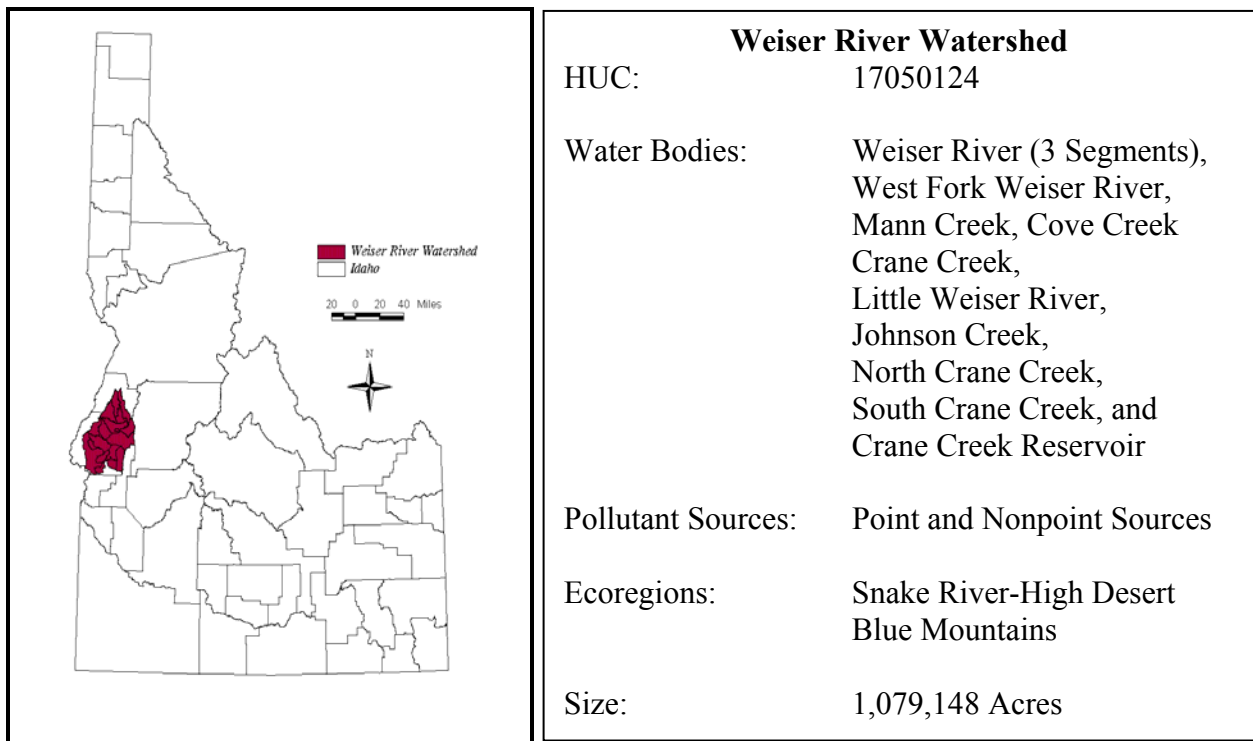 Weiser River Watershed
Idaho
20 0 20 40 Miles
N
Weiser River Watershed
HUC: 17050124
Water Bodies: Weiser River (3 Segments),
West Fork Weiser River,
Mann Creek, Cove Creek
Crane Creek,
Little Weiser River,
Johnson Creek,
North Crane Creek,
South Crane Creek, and
Crane Creek Reservoir
Pollutant Sources: Point and Nonpoint Sources
Ecoregions: Snake River-High Desert
Blue Mountains
Size: 1,079,148 Acres